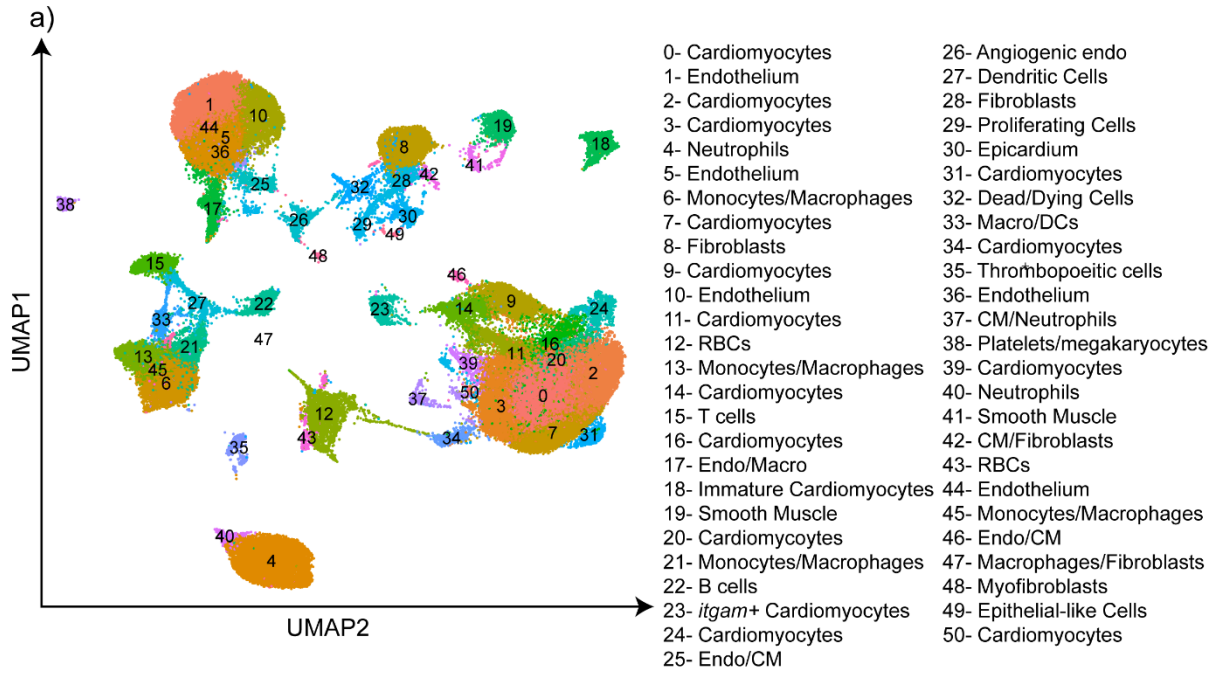 a)
UMAP1
UMAP2
1
10
44
5
36
25
17
38
8
28
42
32
30
29
49
26
48
19
41
18
15
27
22
33
47
21
13
45
6
46
9
14
23
24
16
11
20
2
39
0
50
3
37
7
31
34
12
43
35
40
4
0- Cardiomyocytes
1- Endothelium
2- Cardiomyocytes
3- Cardiomyocytes
4- Neutrophils
5- Endothelium
6- Monocytes/Macrophages
7- Cardiomyocytes
8- Fibroblasts
9- Cardiomyocytes
10- Endothelium
11- Cardiomyocytes
12- RBCs
13- Monocytes/Macrophages
14- Cardiomyocytes
15- T cells
16- Cardiomyocytes
17- Endo/Macro
18- Immature Cardiomyocytes
19- Smooth Muscle
20- Cardiomycoytes
21- Monocytes/Macrophages
22- B cells
23- itgam+ Cardiomyocytes
24- Cardiomyocytes
25- Endo/CM
26- Angiogenic endo
27- Dendritic Cells
28- Fibroblasts
29- Proliferating Cells
30- Epicardium
31- Cardiomyocytes
32- Dead/Dying Cells
33- Macro/DCs
34- Cardiomyocytes
35- Thrombopoeitic cells
36- Endothelium
37- CM/Neutrophils
38- Platelets/megakaryocytes
39- Cardiomyocytes
40- Neutrophils
41- Smooth Muscle
42- CM/Fibroblasts
43- RBCs
44- Endothelium
45- Monocytes/Macrophages
46- Endo/CM
47- Macrophages/Fibroblasts
48- Myofibroblasts
49- Epithelial-like Cells
50- Cardiomyocytes